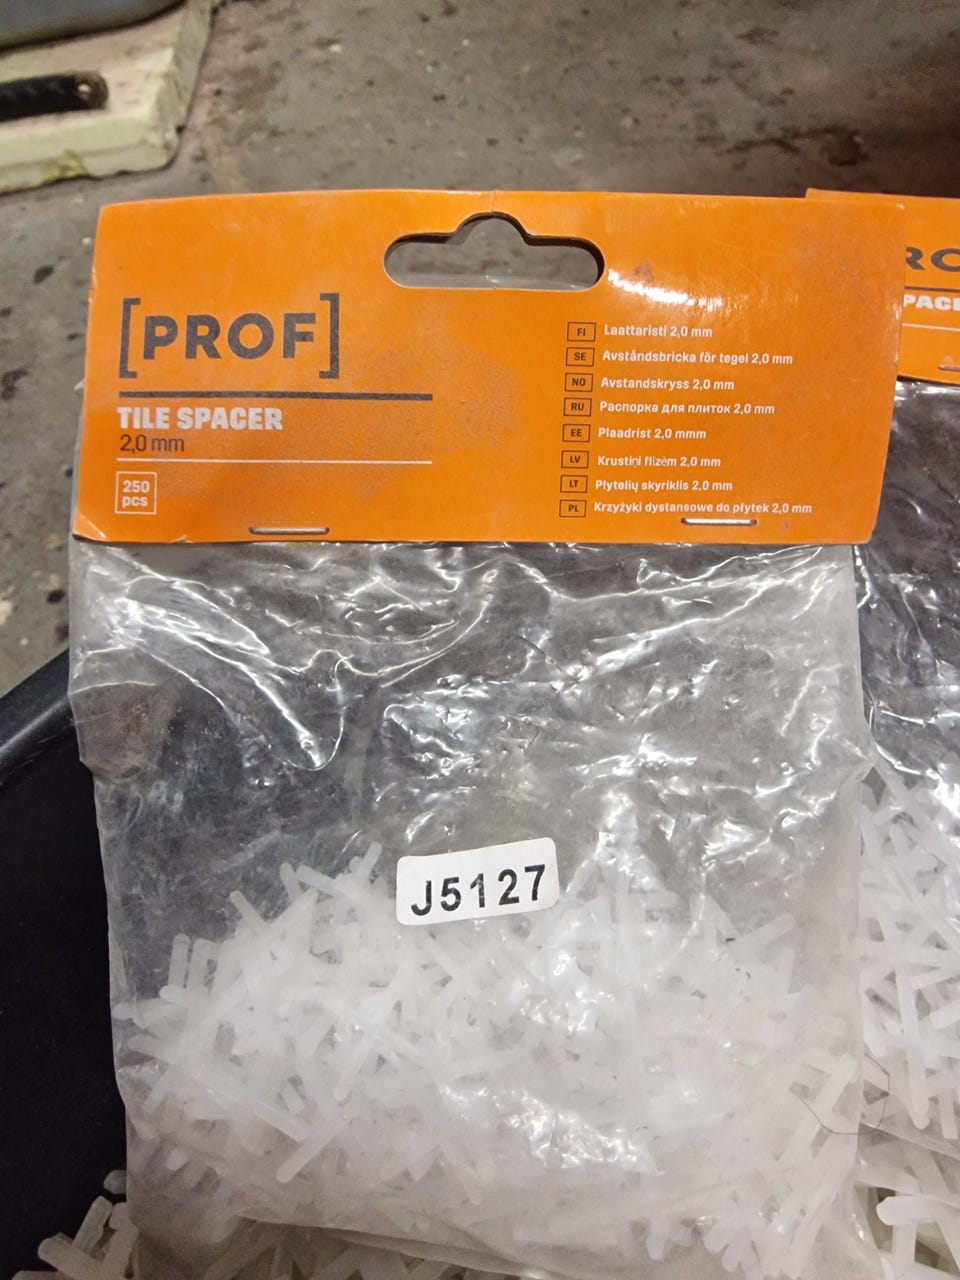 [PROF]
TILE SPACER
2,0 mm
250
pcs
FI Laattaristi 2,0 mm
SE Avståndsbricka för tegel 2,0 mm
NO Avstandskryss 2,0 mm
RU Распорка для плиток 2,0 mm
EE Plaadrist 2,0 mmm
LV Krustiņi flīzēm 2,0 mm
LT Plytelių skyriklis 2,0 mm
PL Krzyżyki dystansowe do płytek 2,0 mm
J5127